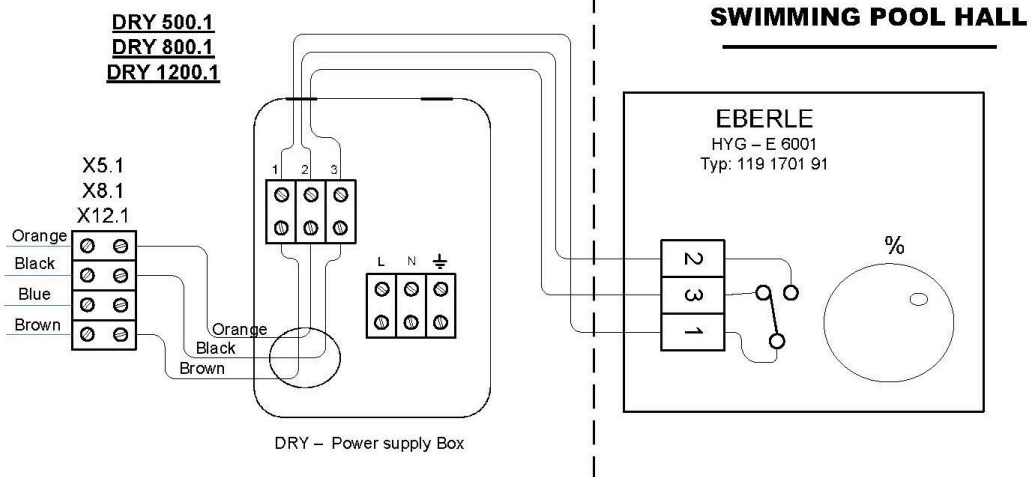 DRY 500.1
DRY 800.1
DRY 1200.1
SWIMMING POOL HALL
EBERLE
HYG – E 6001
Typ: 119 1701 91
X5.1
X8.1
X12.1
1 2 3
Orange
Black
Blue
Brown
L N
2
3
1
%
Orange
Black
Brown
DRY – Power supply Box